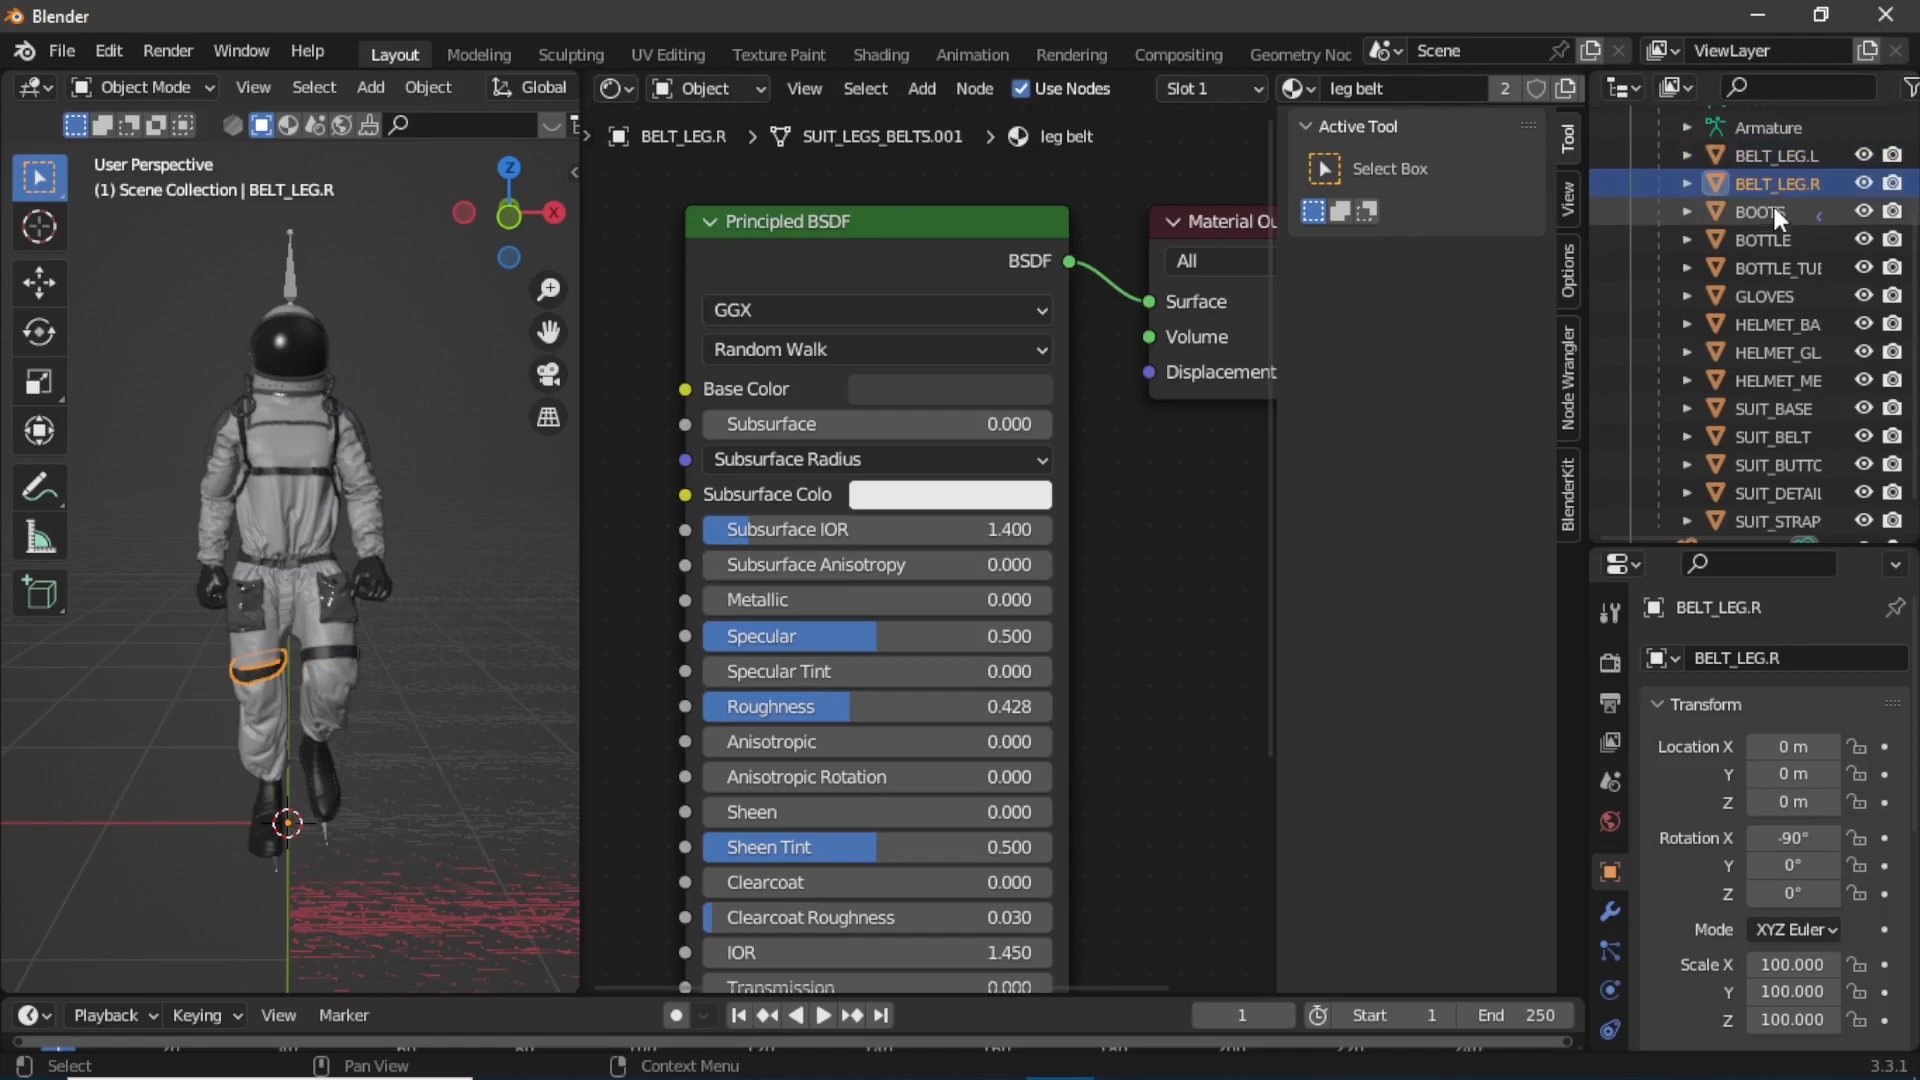 Blender
File Edit Render Window Help Layout Modeling Sculpting UV Editing Texture Paint Shading Animation Rendering Compositing Geometry Noc Scene ViewLayer
Object Mode View Select Add Object Global
Object View Select Add Node Use Nodes Slot 1 leg belt 2
User Perspective
(1) Scene Collection | BELT_LEG.R
Z
X
BELT_LEG.R > SUIT_LEGS_BELTS.001 > leg belt
Principled BSDF
BSDF
GGX
Random Walk
Base Color
Subsurface 0.000
Subsurface Radius
Subsurface Colo
Subsurface IOR 1.400
Subsurface Anisotropy 0.000
Metallic 0.000
Specular 0.500
Specular Tint 0.000
Roughness 0.428
Anisotropic 0.000
Anisotropic Rotation 0.000
Sheen 0.000
Sheen Tint 0.500
Clearcoat 0.000
Clearcoat Roughness 0.030
IOR 1.450
Transmission 0.000
Material Ou
All
Surface
Volume
Displacement
Active Tool
Select Box
Tool
View
Options
Node Wrangler
BlenderKit
Armature
BELT_LEG.L
BELT_LEG.R
BOOTS
BOTTLE
BOTTLE_TUE
GLOVES
HELMET_BA
HELMET_GL
HELMET_ME
SUIT_BASE
SUIT_BELT
SUIT_BUTTC
SUIT_DETAIL
SUIT_STRAP
BELT_LEG.R
BELT_LEG.R
Transform
Location X 0 m
Y 0 m
Z 0 m
Rotation X -90°
Y 0°
Z 0°
Mode XYZ Euler
Scale X 100.000
Y 100.000
Z 100.000
Playback Keying View Marker 1 Start 1 End 250
Select Pan View Context Menu 3.3.1